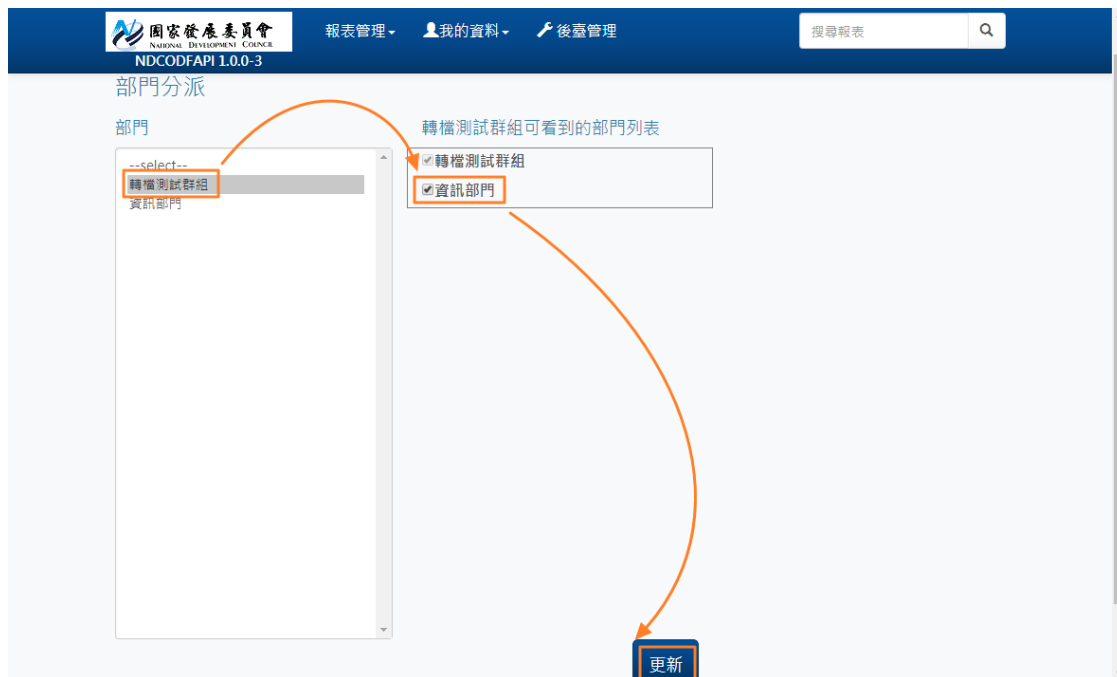 國家發展委員會
報表管理
我的資料
後臺管理
搜尋報表
NATIONAL DEVELOPMENT COUNCIL
NDCODFAPI 1.0.0-3
部門分派
部門
轉檔測試群組可看到的部門列表
--select--
轉檔測試群組
轉檔測試群組
資訊部門
資訊部門
更新